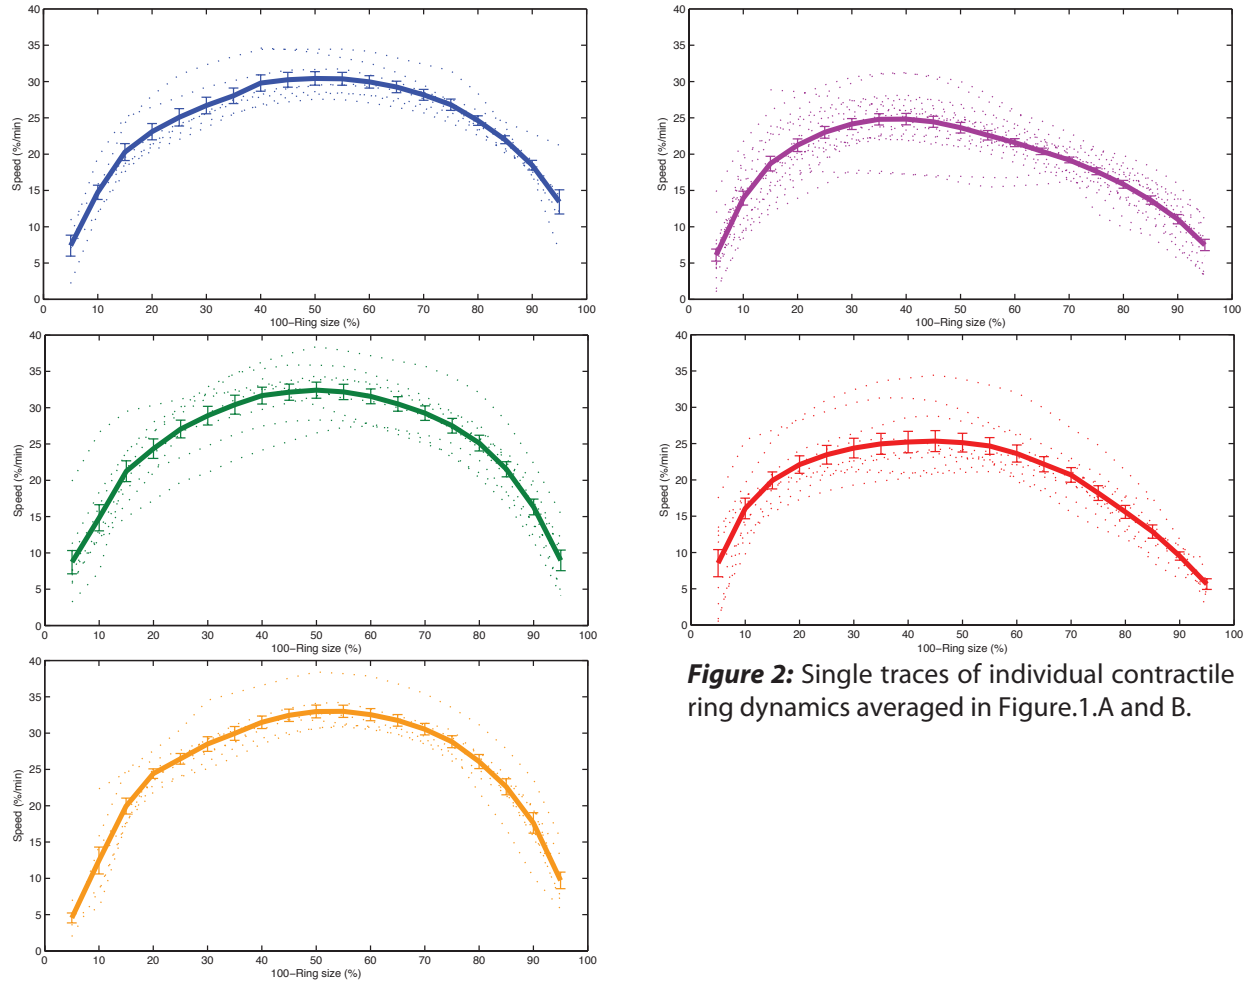 40
35
30
25
20
15
10
5
0
Speed (%/min)
0 10 20 30 40 50 60 70 80 90 100
100−Ring size (%)
40
35
30
25
20
15
10
5
0
Speed (%/min)
0 10 20 30 40 50 60 70 80 90 100
100−Ring size (%)
40
35
30
25
20
15
10
5
0
Speed (%/min)
0 10 20 30 40 50 60 70 80 90 100
100−Ring size (%)
40
35
30
25
20
15
10
5
0
Speed (%/min)
0 10 20 30 40 50 60 70 80 90 100
100−Ring size (%)
Figure 2: Single traces of individual contractile
ring dynamics averaged in Figure.1.A and B.
40
35
30
25
20
15
10
5
0
Speed (%/min)
0 10 20 30 40 50 60 70 80 90 100
100−Ring size (%)